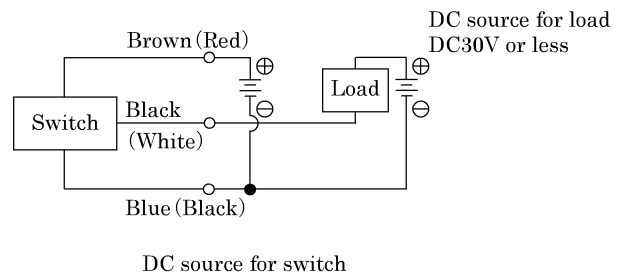 DC source for load
DC30V or less
Brown (Red)
⊕
⊕
Load
Switch
Black
(White)
⊖
⊖
Blue (Black)
DC source for switch